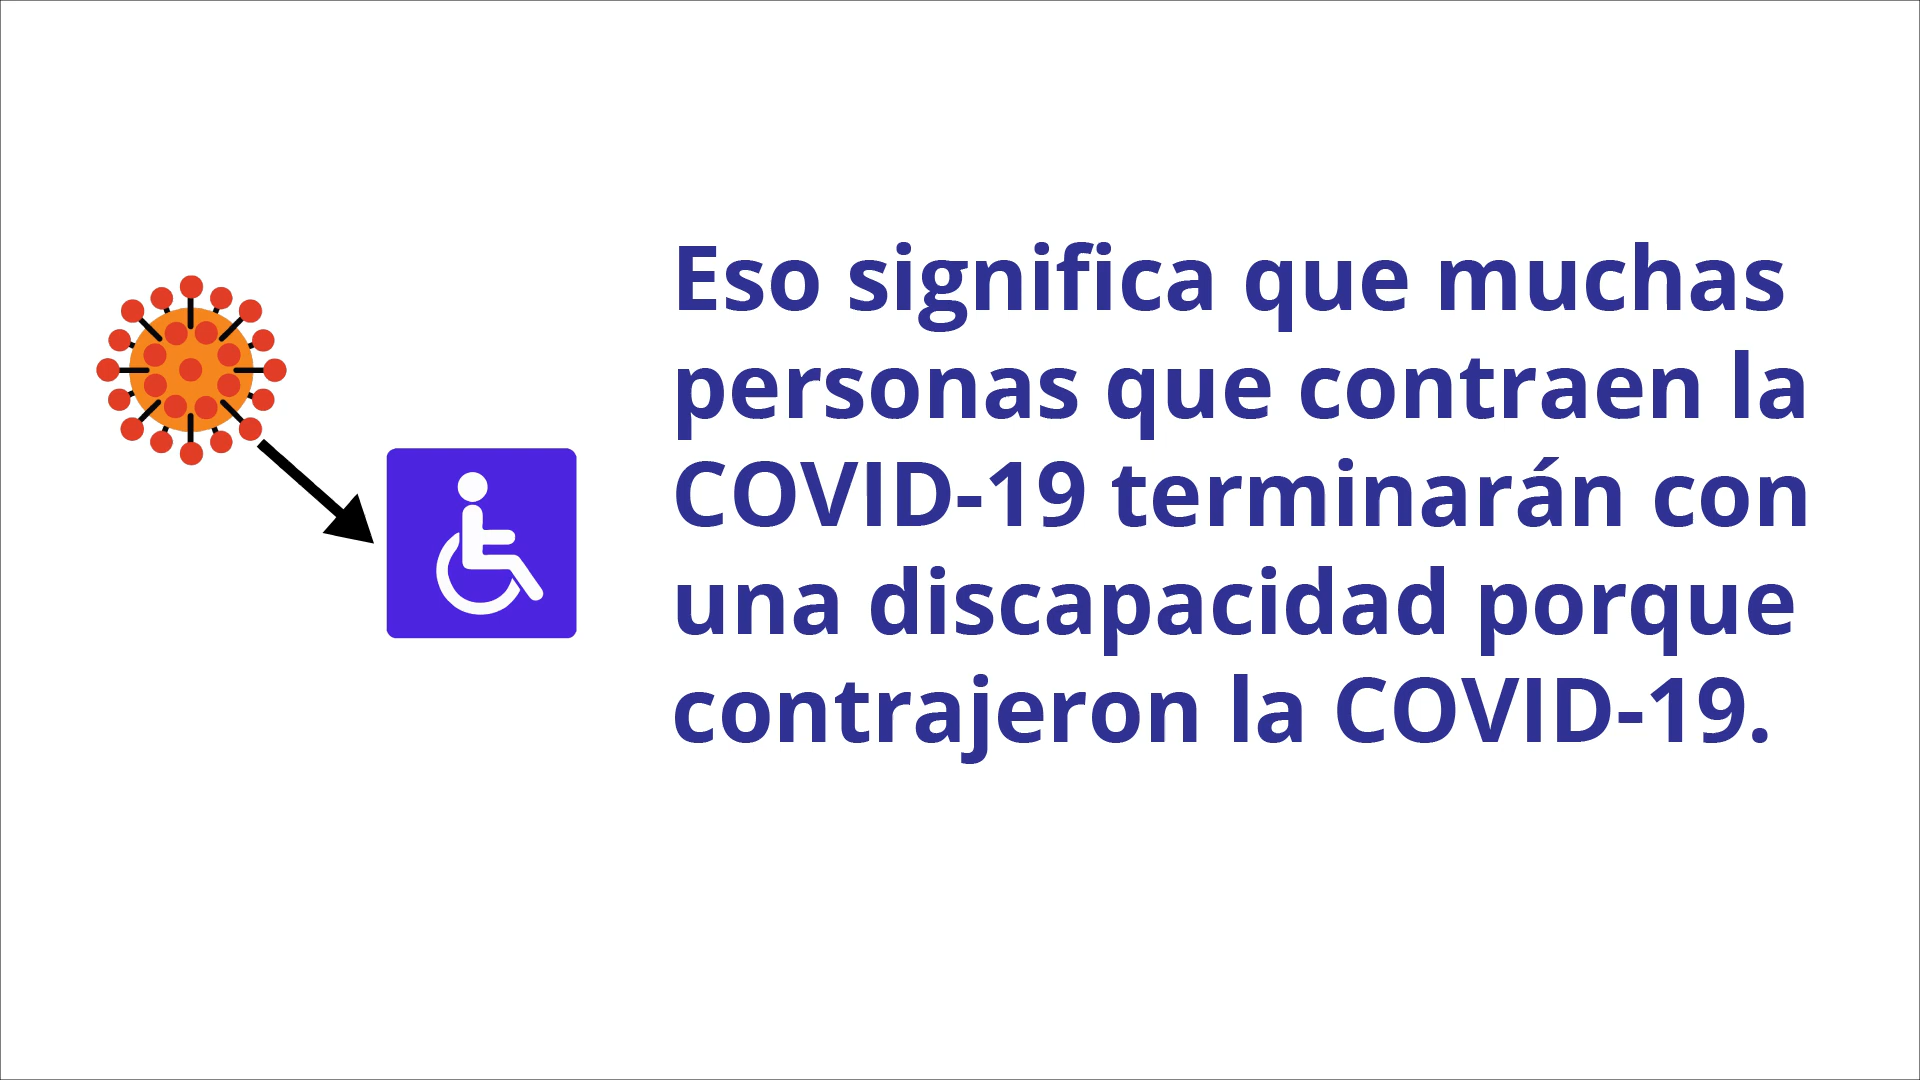 Eso significa que muchas
personas que contraen la
COVID-19 terminarán con
una discapacidad porque
contrajeron la COVID-19.